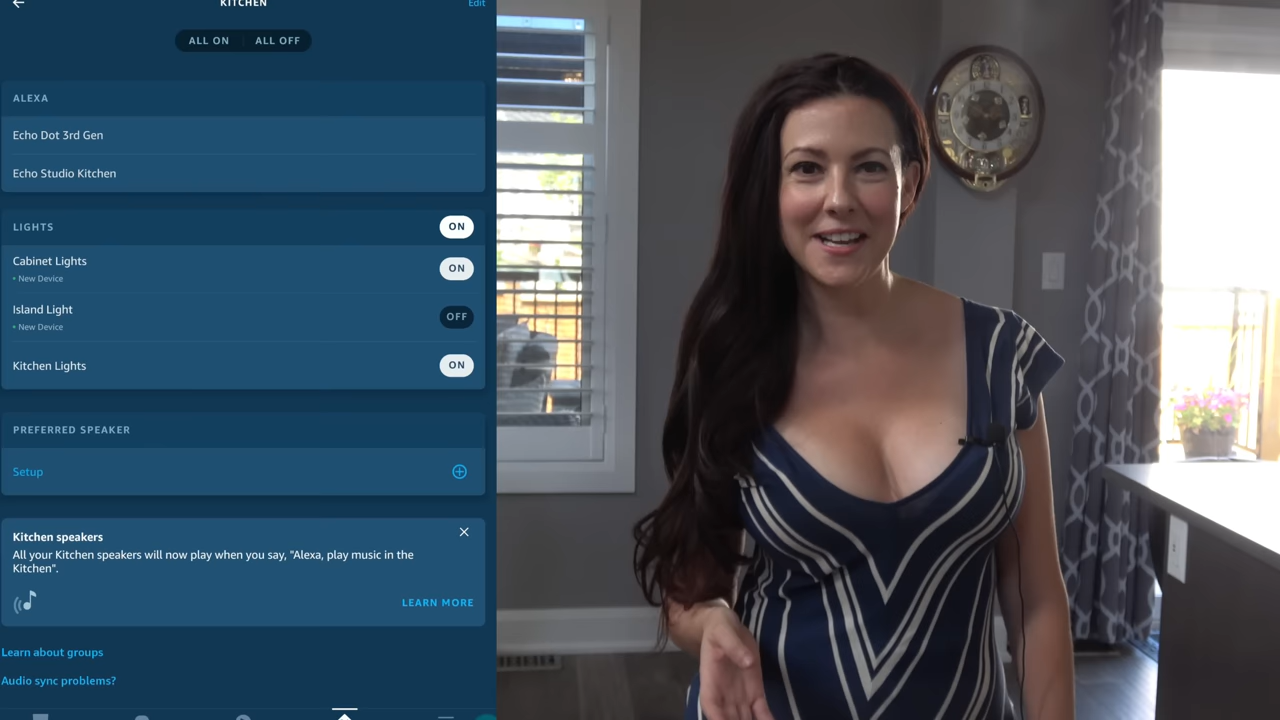 KITCHEN
Edit
ALL ON
ALL OFF
ALEXA
Echo Dot 3rd Gen
Echo Studio Kitchen
LIGHTS
ON
Cabinet Lights
• New Device
ON
Island Light
• New Device
OFF
Kitchen Lights
ON
PREFERRED SPEAKER
Setup
Kitchen speakers
All your Kitchen speakers will now play when you say, "Alexa, play music in the
Kitchen".
LEARN MORE
Learn about groups
Audio sync problems?